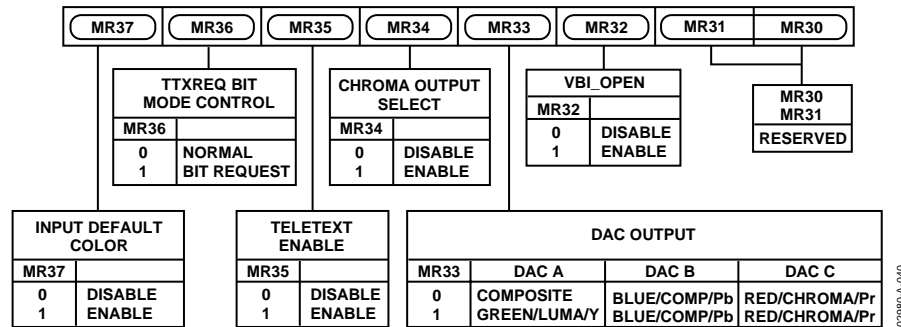 MR37 MR36 MR35 MR34 MR33 MR32 MR31 MR30
TTXREQ BIT
MODE CONTROL
MR36
0 NORMAL
1 BIT REQUEST
CHROMA OUTPUT
SELECT
MR34
0 DISABLE
1 ENABLE
VBI_OPEN
MR32
0 DISABLE
1 ENABLE
MR30
MR31
RESERVED
INPUT DEFAULT
COLOR
MR37
0 DISABLE
1 ENABLE
TELETEXT
ENABLE
MR35
0 DISABLE
1 ENABLE
DAC OUTPUT
MR33 DAC A DAC B DAC C
0 COMPOSITE BLUE/COMP/Pb RED/CHROMA/Pr
1 GREEN/LUMA/Y BLUE/COMP/Pb RED/CHROMA/Pr
02980-A-040